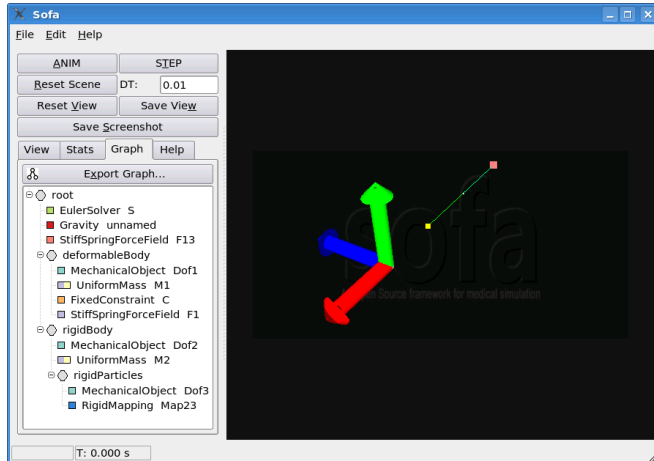 Sofa
File Edit Help
ANIM STEP
Reset Scene DT: 0.01
Reset View Save View
Save Screenshot
View Stats Graph Help
Export Graph...
root
EulerSolver S
Gravity unnamed
StiffSpringForceField F13
deformableBody
MechanicalObject Dof1
UniformMass M1
FixedConstraint C
StiffSpringForceField F1
rigidBody
MechanicalObject Dof2
UniformMass M2
rigidParticles
MechanicalObject Dof3
RigidMapping Map23
sofa
Source framework for medical simulation
T: 0.000 s